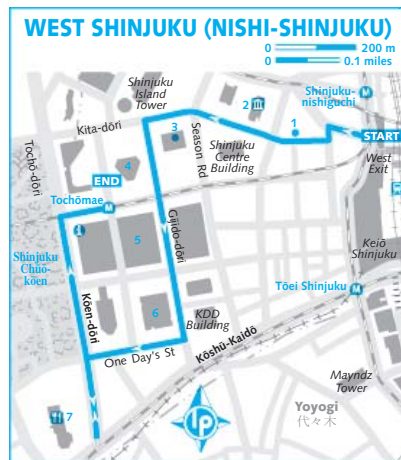 WEST SHINJUKU (NISHI-SHINJUKU)
0 200 m
0 0.1 miles
Shinjuku
Island
Tower
Shinjuku-
nishiguchi
M
2
1
START
Kita-dōri
3
Season Rd
Shinjuku
Centre
Building
West
Exit
Tochō-dōri
4
END
Tochōmae
M
Gijido-dōri
Keiō
Shinjuku
5
Shinjuku
Chūō-
kōen
Kōen-dōri
Tōei Shinjuku
M
6
KDD
Building
One Day's St
Kōshū-Kaidō
Mayndz
Tower
7
lp
Yoyogi
代々木